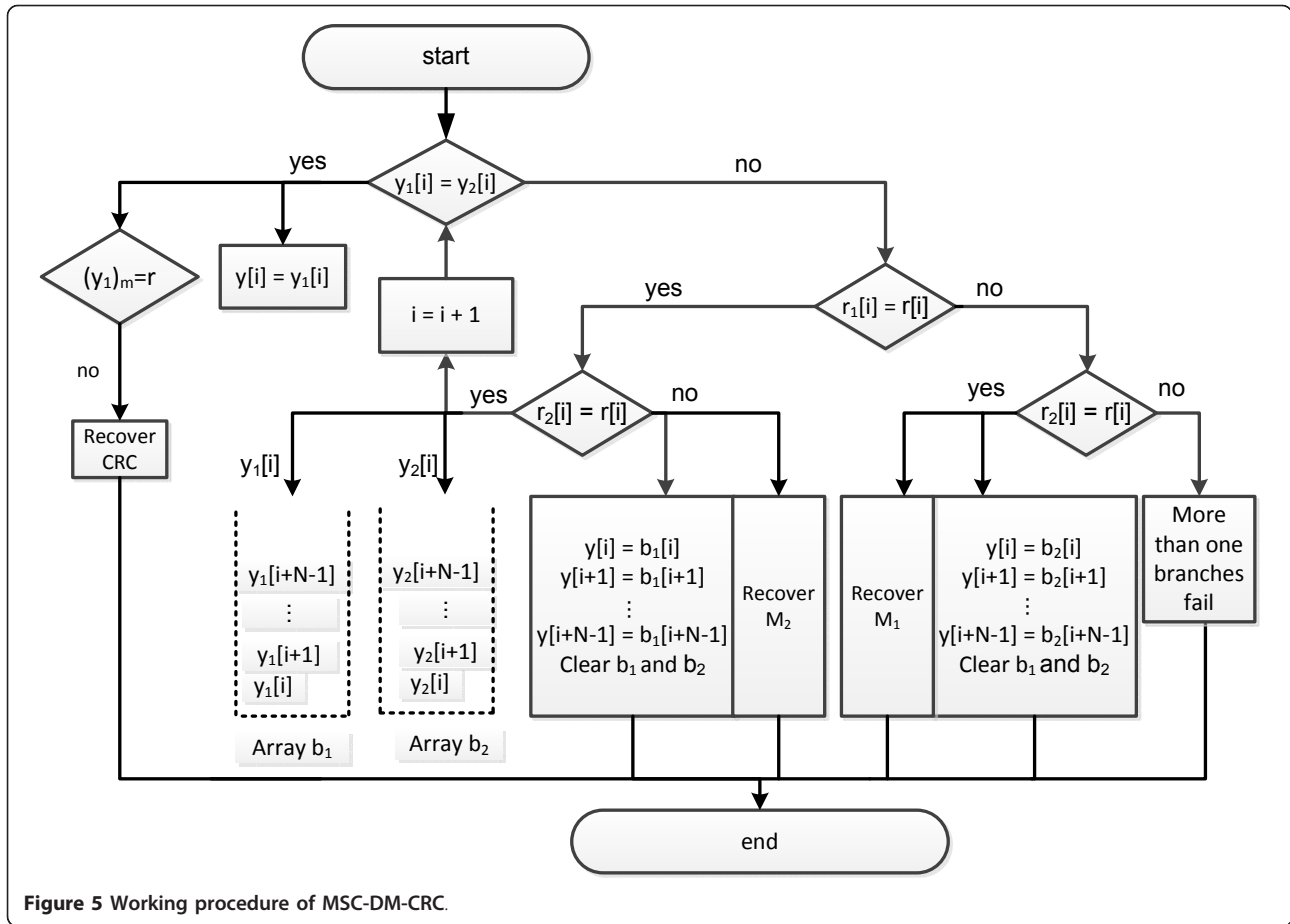 start
yes
y₁[i] = y₂[i]
no
(y₁)ₘ=r
y[i] = y₁[i]
i = i + 1
yes
r₁[i] = r[i]
no
no
yes
r₂[i] = r[i]
no
yes
r₂[i] = r[i]
no
Recover
CRC
y₁[i]
y₂[i]
y₁[i+N-1]
⋮
y₁[i+1]
y₁[i]
Array b₁
y₂[i+N-1]
⋮
y₂[i+1]
y₂[i]
Array b₂
y[i] = b₁[i]
y[i+1] = b₁[i+1]
⋮
y[i+N-1] = b₁[i+N-1]
Clear b₁ and b₂
Recover
M₂
Recover
M₁
y[i] = b₂[i]
y[i+1] = b₂[i+1]
⋮
y[i+N-1] = b₂[i+N-1]
Clear b₁ and b₂
More
than one
branches
fail
end
Figure 5 Working procedure of MSC-DM-CRC.